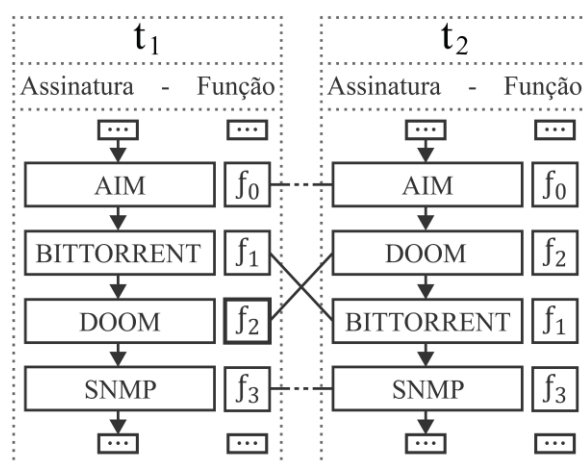 t1 t2
Assinatura - Função Assinatura - Função
... ... ... ...
AIM f0 AIM f0
BITTORRENT f1 DOOM f2
DOOM f2 BITTORRENT f1
SNMP f3 SNMP f3
... ... ... ...